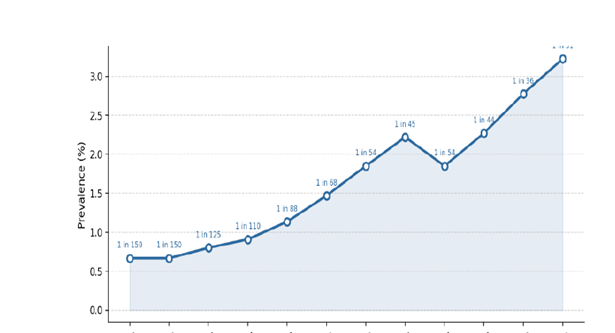 3.0
2.5
2.0
1.5
1.0
0.5
0.0
Prevalence (%)
1 in 150
1 in 150
1 in 125
1 in 110
1 in 88
1 in 68
1 in 54
1 in 45
1 in 54
1 in 44
1 in 36